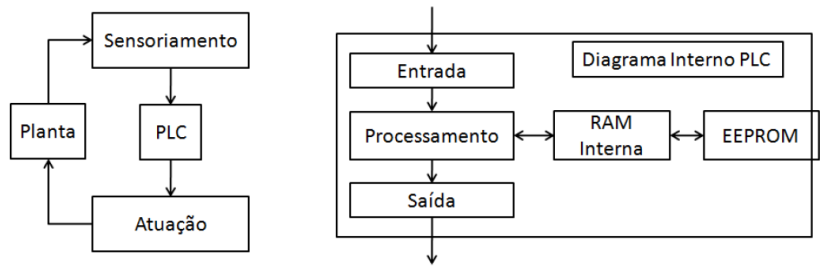 Sensoriamento
Planta
PLC
Atuação
Diagrama Interno PLC
Entrada
Processamento
RAM
Interna
EEPROM
Saída